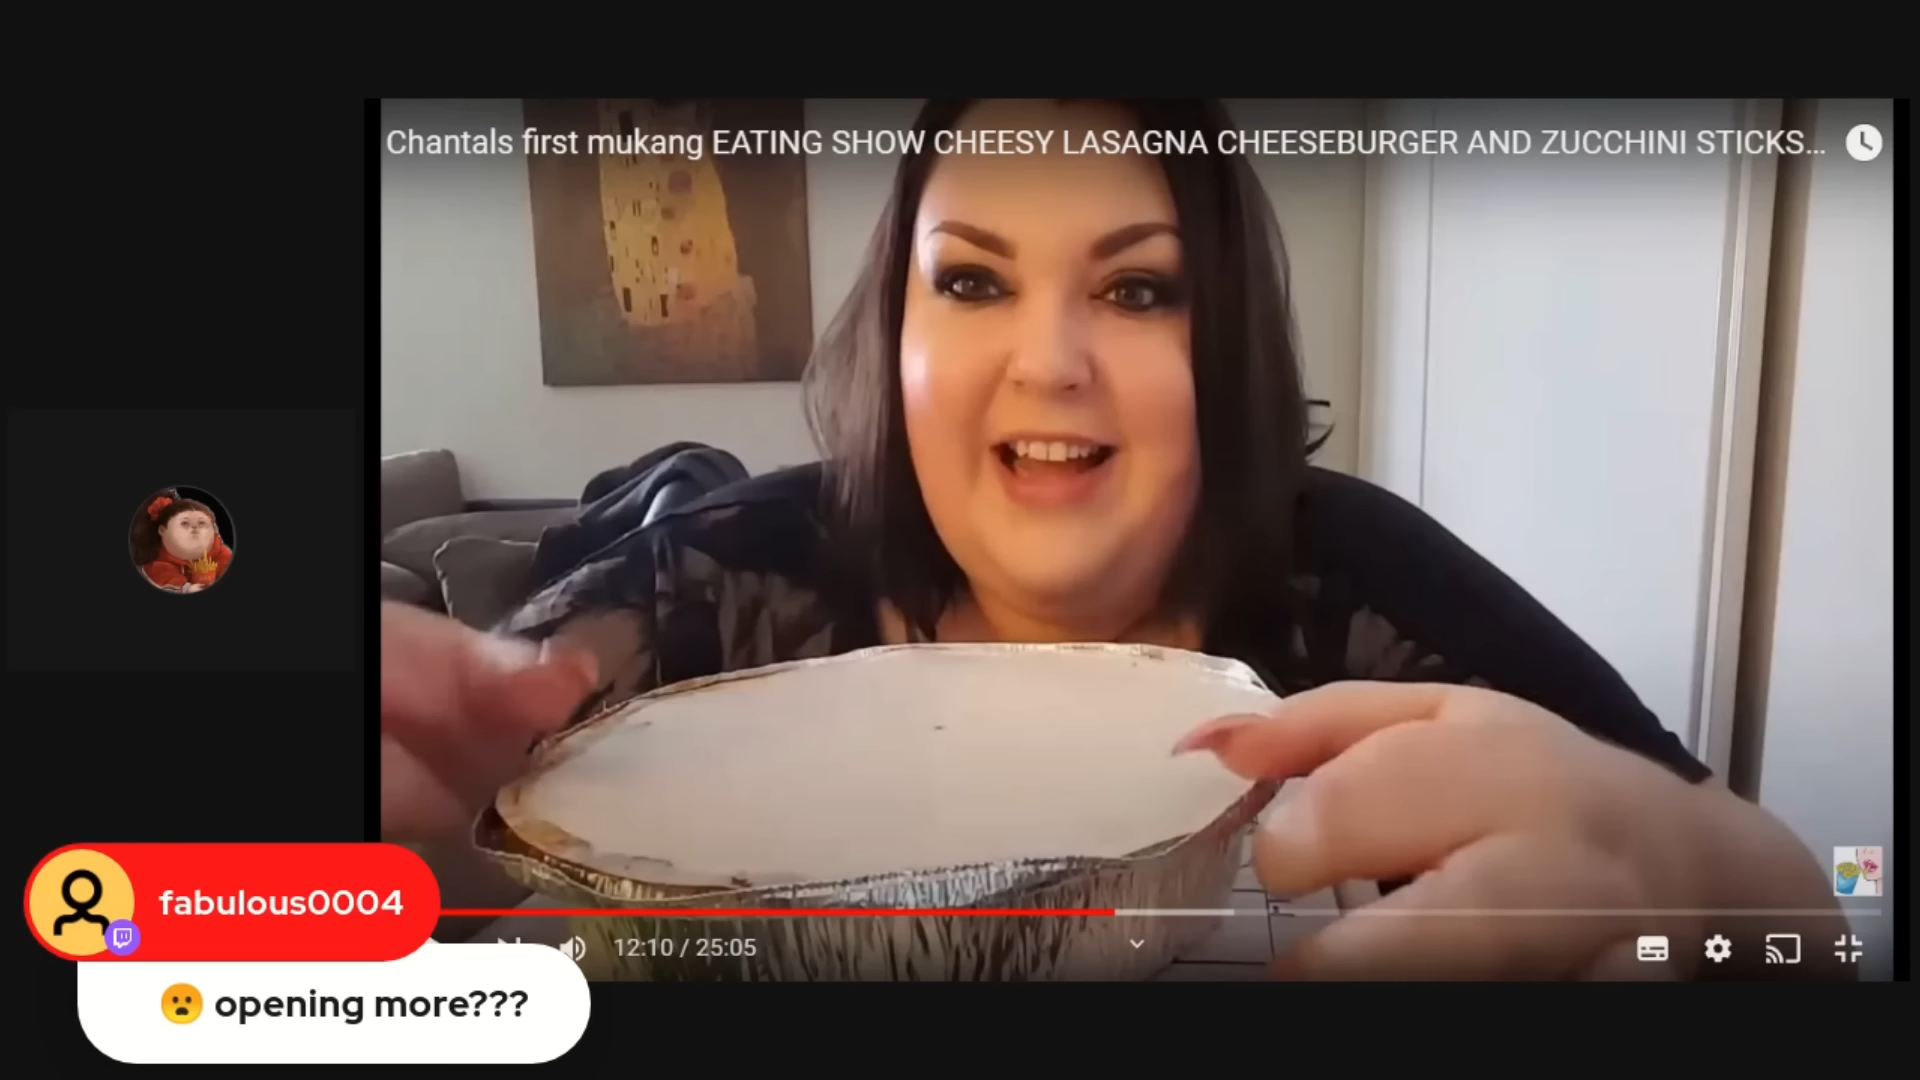 Chantals first mukang EATING SHOW CHEESY LASAGNA CHEESEBURGER AND ZUCCHINI STICKS...
fabulous0004
12:10 / 25:05
😮 opening more???